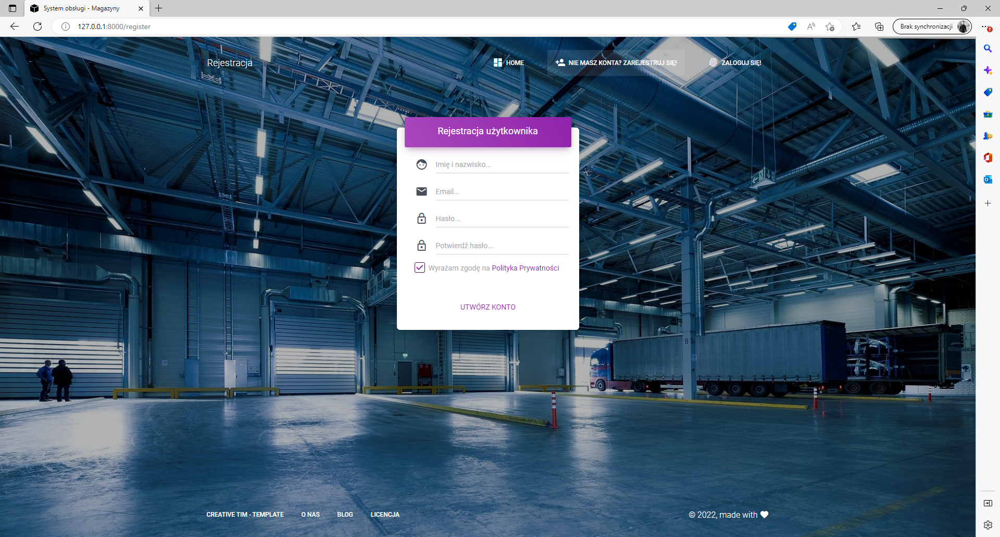 System obsługi - Magazyny
127.0.0.1:8000/register
Brak synchronizacji
Rejestracja
HOME
NIE MASZ KONTA? ZAREJESTRUJ SIĘ!
ZALOGUJ SIĘ!
Rejestracja użytkownika
Imię i nazwisko...
Email...
Hasło...
Potwierdź hasło...
Wyrażam zgodę na Polityka Prywatności
UTWÓRZ KONTO
8
CREATIVE TIM - TEMPLATE
O NAS
BLOG
LICENCJA
© 2022, made with